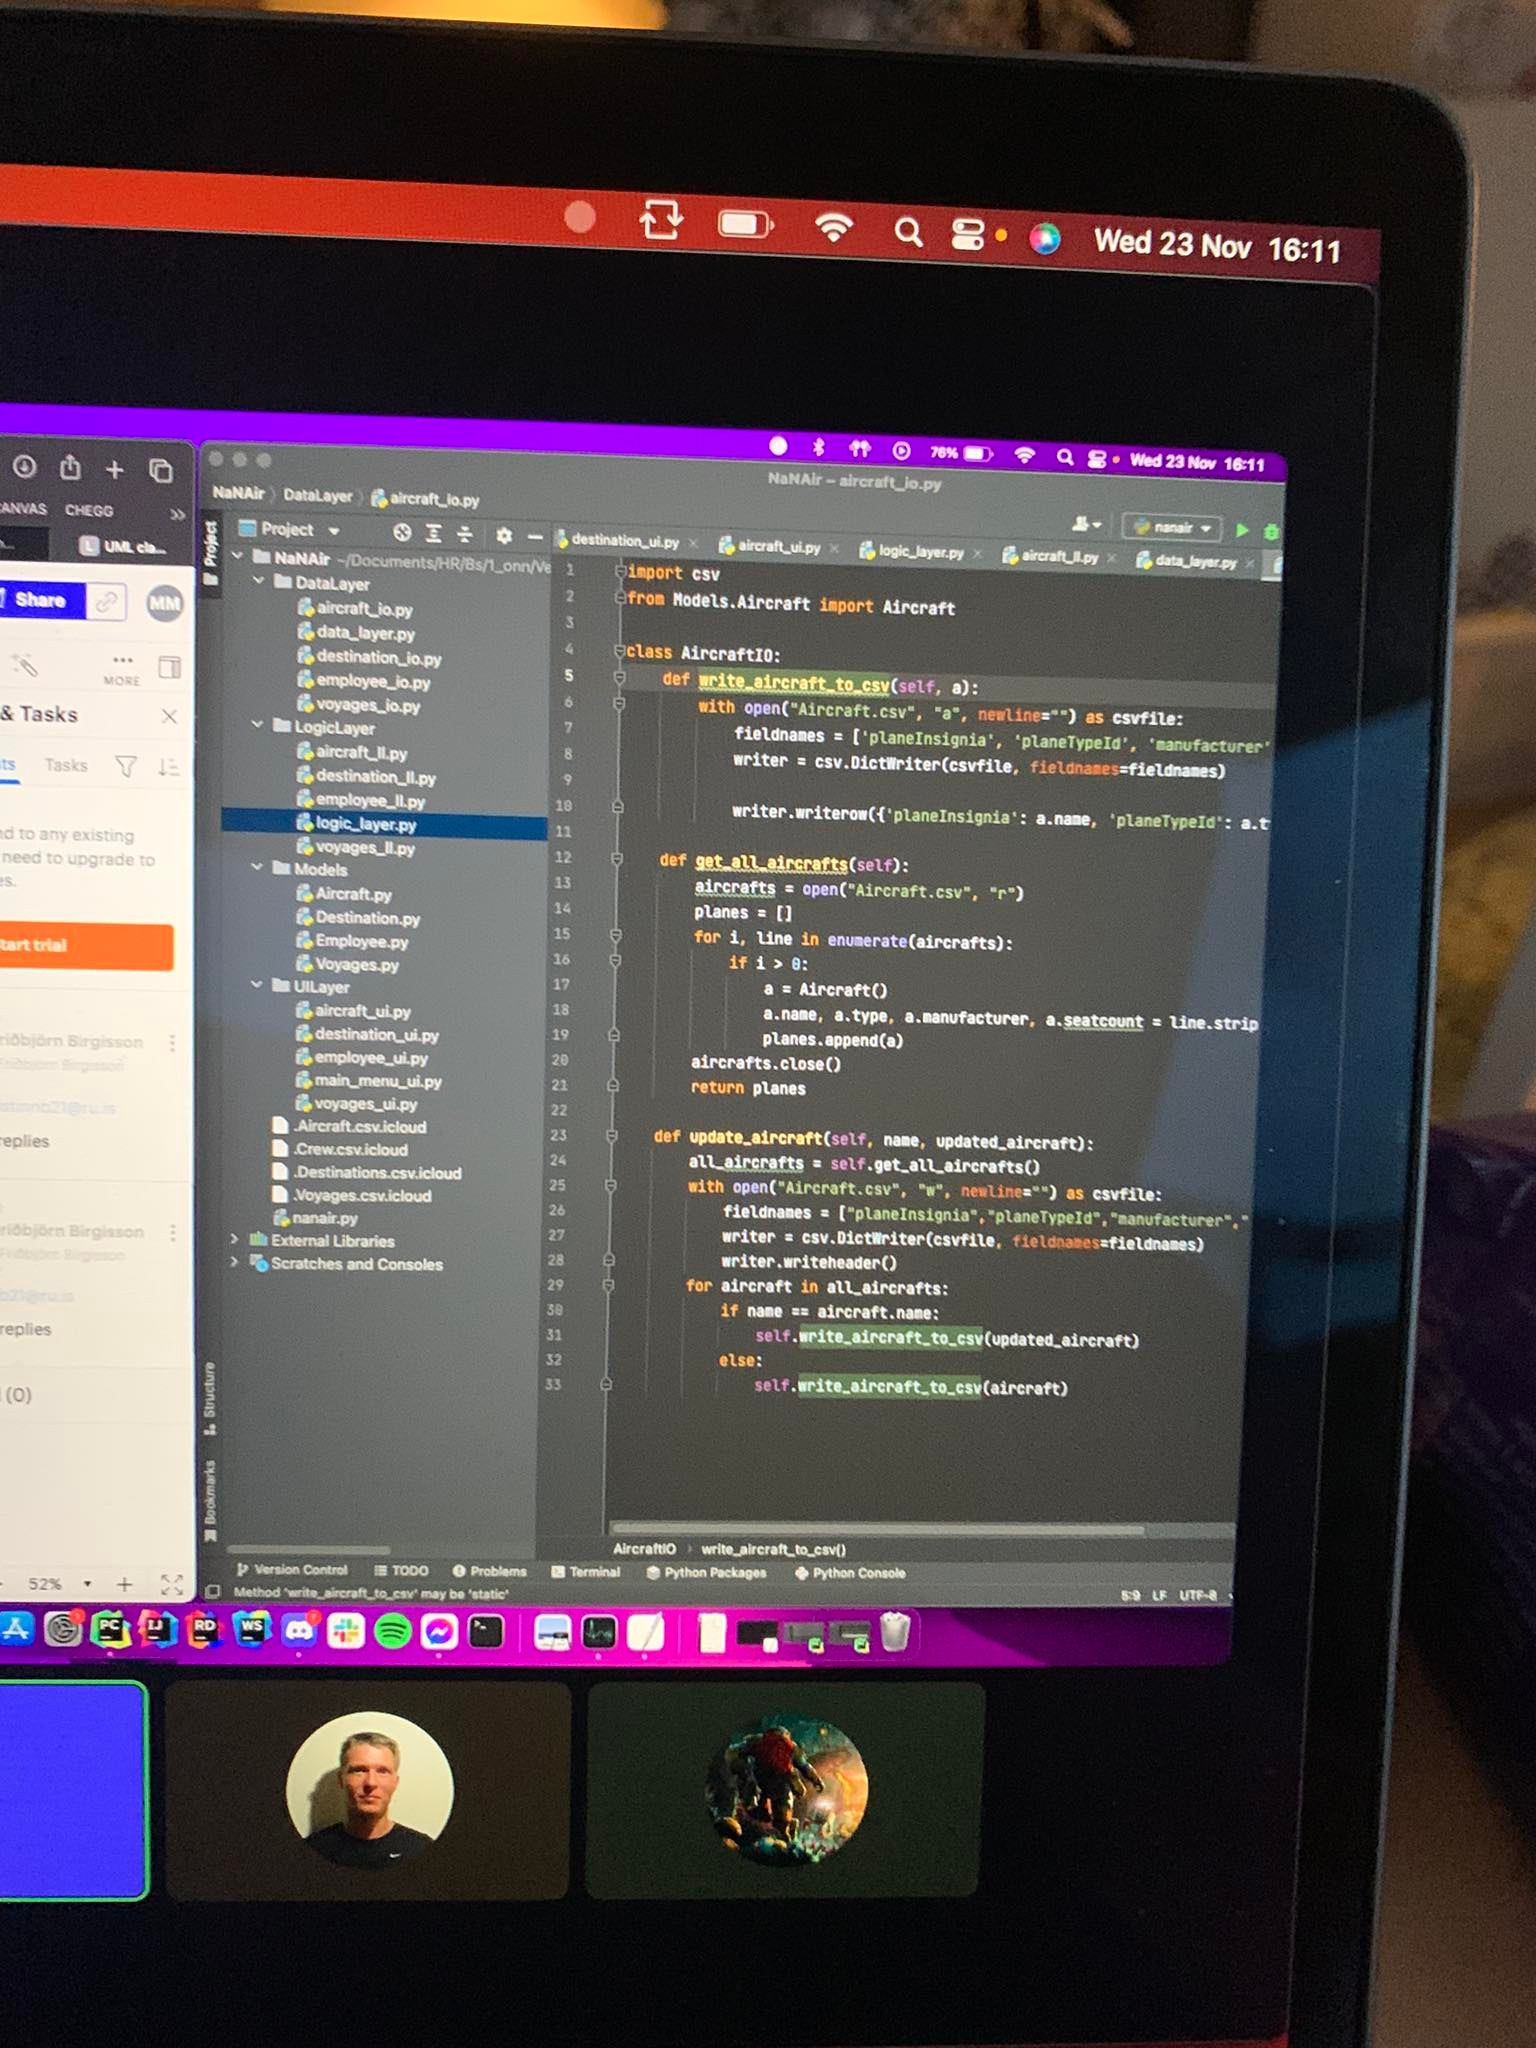 Wed 23 Nov 16:11
76%
Wed 23 Nov 16:11
NaNAir – aircraft_io.py
NaNAir
DataLayer
aircraft_io.py
nanair
CANVAS
CHEGG
UML cla...
Share
MM
MORE
& Tasks
Tasks
d to any existing
need to upgrade to
es.
tart trial
riðbjörn Birgisson
replies
riðbjörn Birgisson
b21@ru.is
replies
(0)
52%
Project
Structure
Bookmarks
Project
NaNAir ~/Documents/HR/Bs/1_onn/Ve
DataLayer
aircraft_io.py
data_layer.py
destination_io.py
employee_io.py
voyages_io.py
LogicLayer
aircraft_ll.py
destination_ll.py
employee_ll.py
logic_layer.py
voyages_ll.py
Models
Aircraft.py
Destination.py
Employee.py
Voyages.py
UILayer
aircraft_ui.py
destination_ui.py
employee_ui.py
main_menu_ui.py
voyages_ui.py
.Aircraft.csv.icloud
.Crew.csv.icloud
.Destinations.csv.icloud
.Voyages.csv.icloud
nanair.py
External Libraries
Scratches and Consoles
destination_ui.py
aircraft_ui.py
logic_layer.py
aircraft_ll.py
data_layer.py
1 import csv
2 from Models.Aircraft import Aircraft
3
4 class AircraftIO:
5 def write_aircraft_to_csv(self, a):
6 with open("Aircraft.csv", "a", newline="") as csvfile:
7 fieldnames = ['planeInsignia', 'planeTypeId', 'manufacturer'
8 writer = csv.DictWriter(csvfile, fieldnames=fieldnames)
9
10 writer.writerow({'planeInsignia': a.name, 'planeTypeId': a.t
11
12 def get_all_aircrafts(self):
13 aircrafts = open("Aircraft.csv", "r")
14 planes = []
15 for i, line in enumerate(aircrafts):
16 if i > 0:
17 a = Aircraft()
18 a.name, a.type, a.manufacturer, a.seatcount = line.strip
19 planes.append(a)
20 aircrafts.close()
21 return planes
22
23 def update_aircraft(self, name, updated_aircraft):
24 all_aircrafts = self.get_all_aircrafts()
25 with open("Aircraft.csv", "w", newline="") as csvfile:
26 fieldnames = ["planeInsignia","planeTypeId","manufacturer","
27 writer = csv.DictWriter(csvfile, fieldnames=fieldnames)
28 writer.writeheader()
29 for aircraft in all_aircrafts:
30 if name == aircraft.name:
31 self.write_aircraft_to_csv(updated_aircraft)
32 else:
33 self.write_aircraft_to_csv(aircraft)
AircraftIO
write_aircraft_to_csv()
Version Control
TODO
Problems
Terminal
Python Packages
Python Console
Method 'write_aircraft_to_csv' may be 'static'
5:9 LF UTF-8
PC
IJ
RD
WS